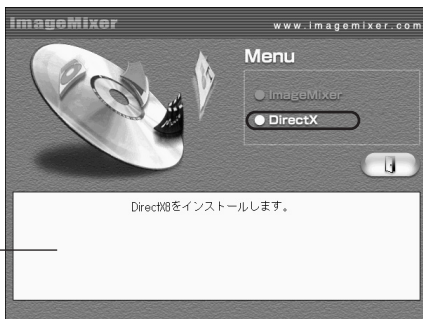 ImageMixer
www.imagemixer.com
Menu
ImageMixer
DirectX
DirectX8をインストールします。